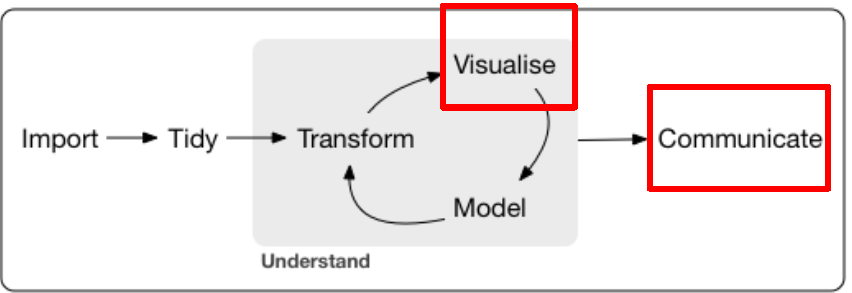 Visualise
Import Tidy Transform Communicate
Model
Understand